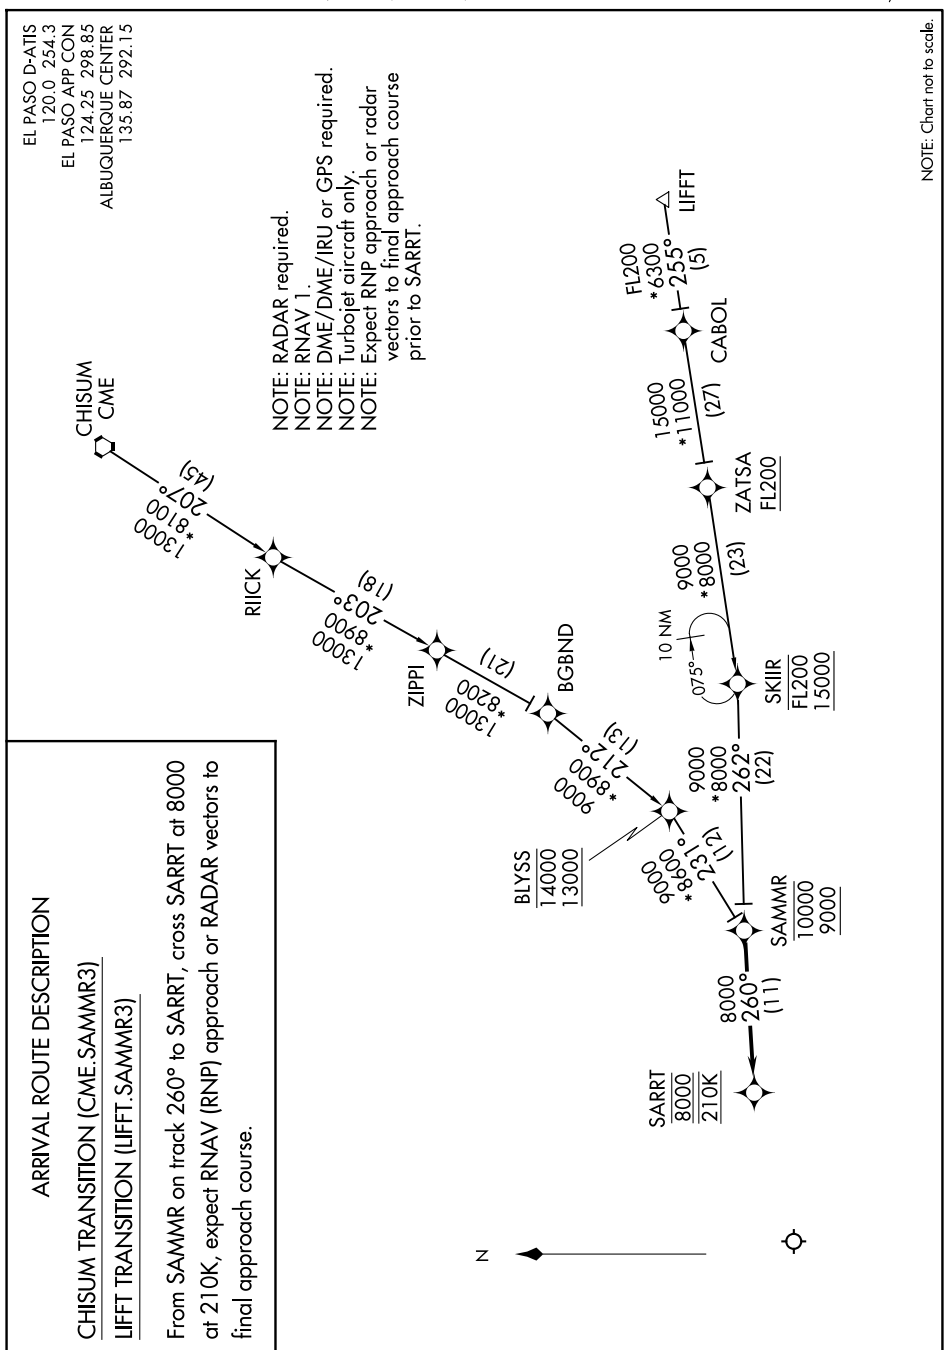 EL PASO D-ATIS
120.0 254.3
EL PASO APP CON
124.25 298.85
ALBUQUERQUE CENTER
135.87 292.15
ARRIVAL ROUTE DESCRIPTION
CHISUM TRANSITION (CME.SAMMR3)
LIFFT TRANSITION (LIFFT.SAMMR3)
From SAMMR on track 260° to SARRT, cross SARRT at 8000
at 210K, expect RNAV (RNP) approach or RADAR vectors to
final approach course.
CHISUM
CME
13000
*8100
207°
(45)
RIICK
13000
*8900
203°
(18)
ZIPPI
13000
*8200
(21)
BGBND
9000
*8900
212°
(13)
BLYSS
14000
13000
9000
*8600
231°
(12)
NOTE: RADAR required.
NOTE: RNAV 1.
NOTE: DME/DME/IRU or GPS required.
NOTE: Turbojet aircraft only.
NOTE: Expect RNP approach or radar
vectors to final approach course
prior to SARRT.
LIFFT
FL200
*6300
255°
(5)
CABOL
15000
*11000
(27)
ZATSA
FL200
9000
*8000
(23)
10 NM
075°
SKIIR
FL200
15000
9000
*8000
262°
(22)
SAMMR
10000
9000
8000
260°
(11)
SARRT
8000
210K
N
NOTE: Chart not to scale.